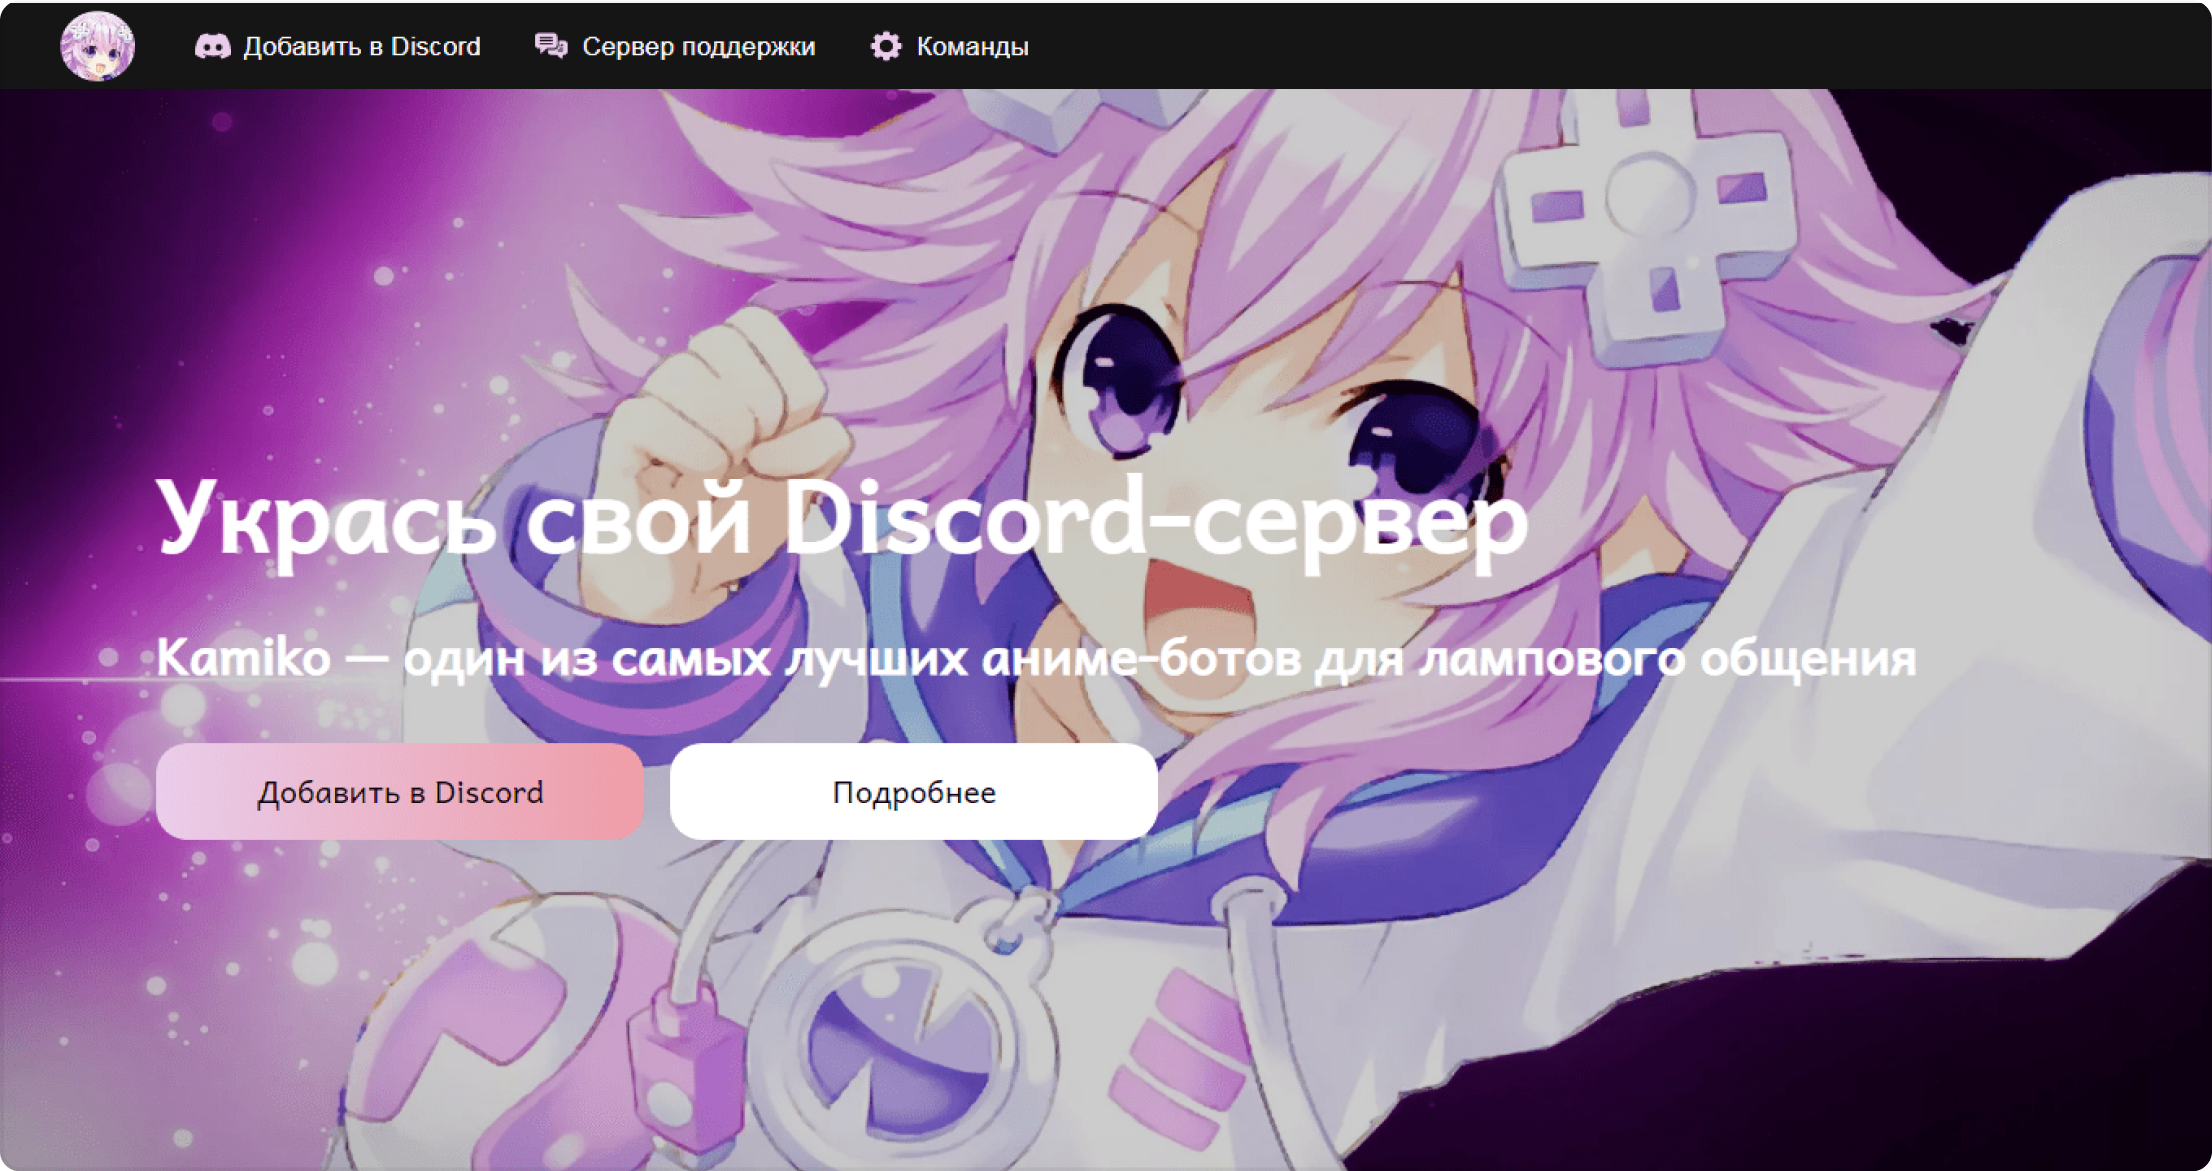 Добавить в Discord
Сервер поддержки
Команды
Укрась свой Discord-сервер
Kamiko — один из самых лучших аниме-ботов для лампового общения
Добавить в Discord
Подробнее